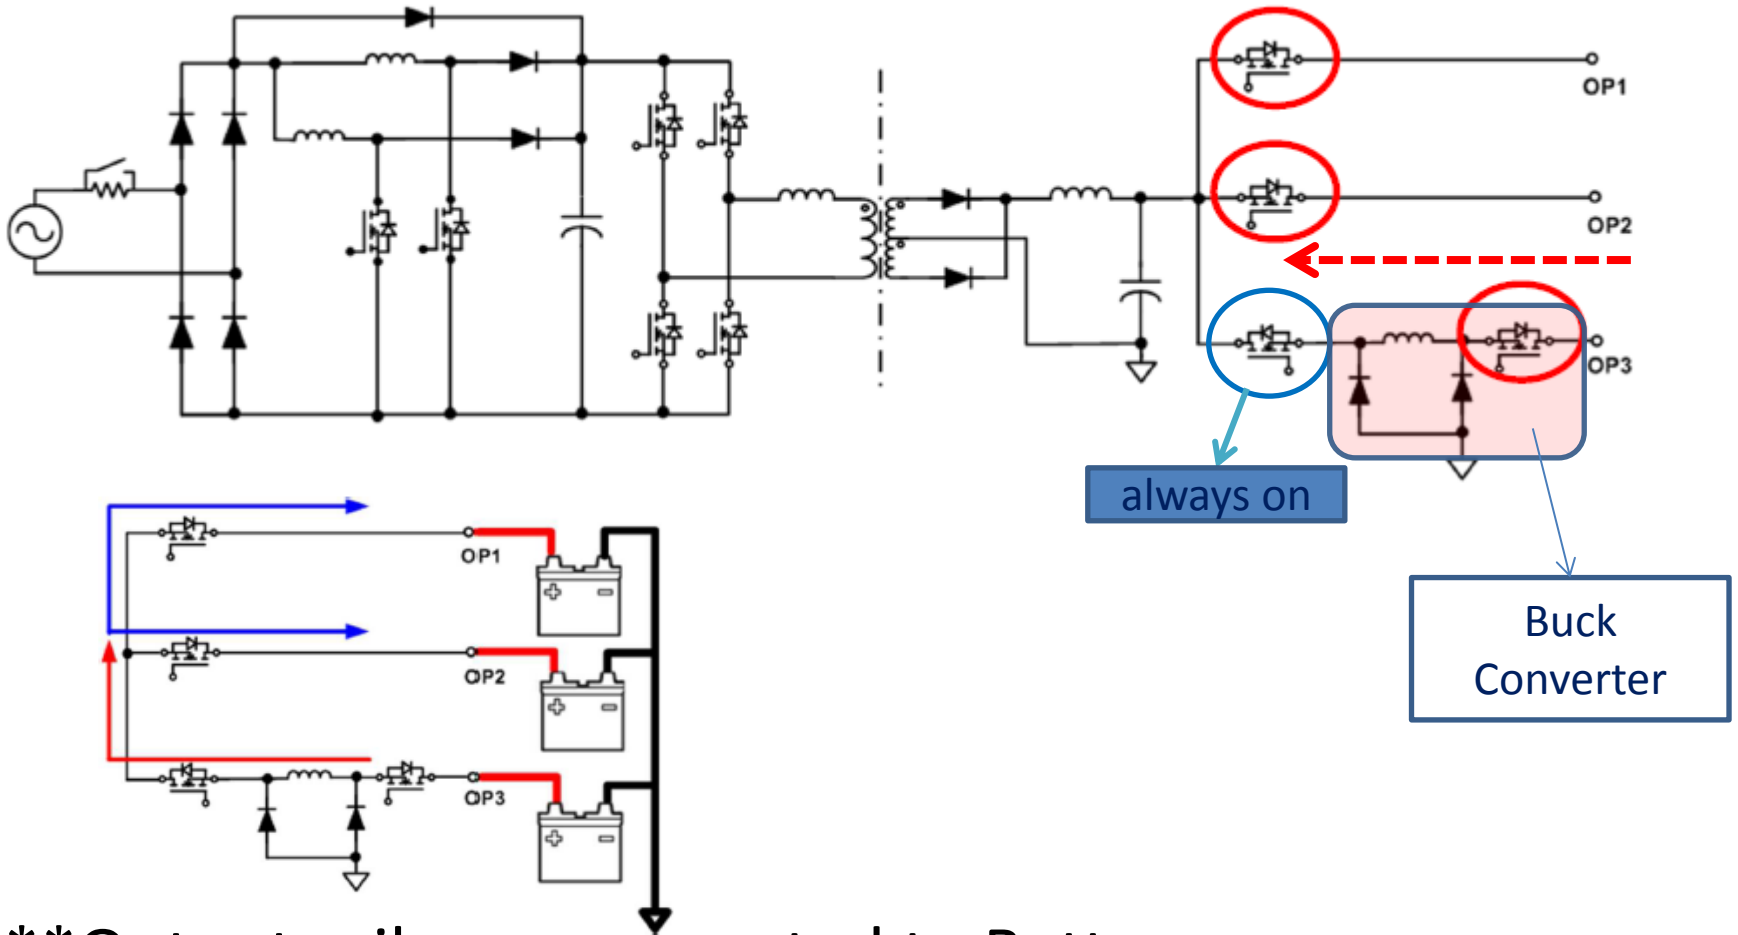 OP1
OP2
OP3
always on
Buck
Converter
OP1
OP2
OP3